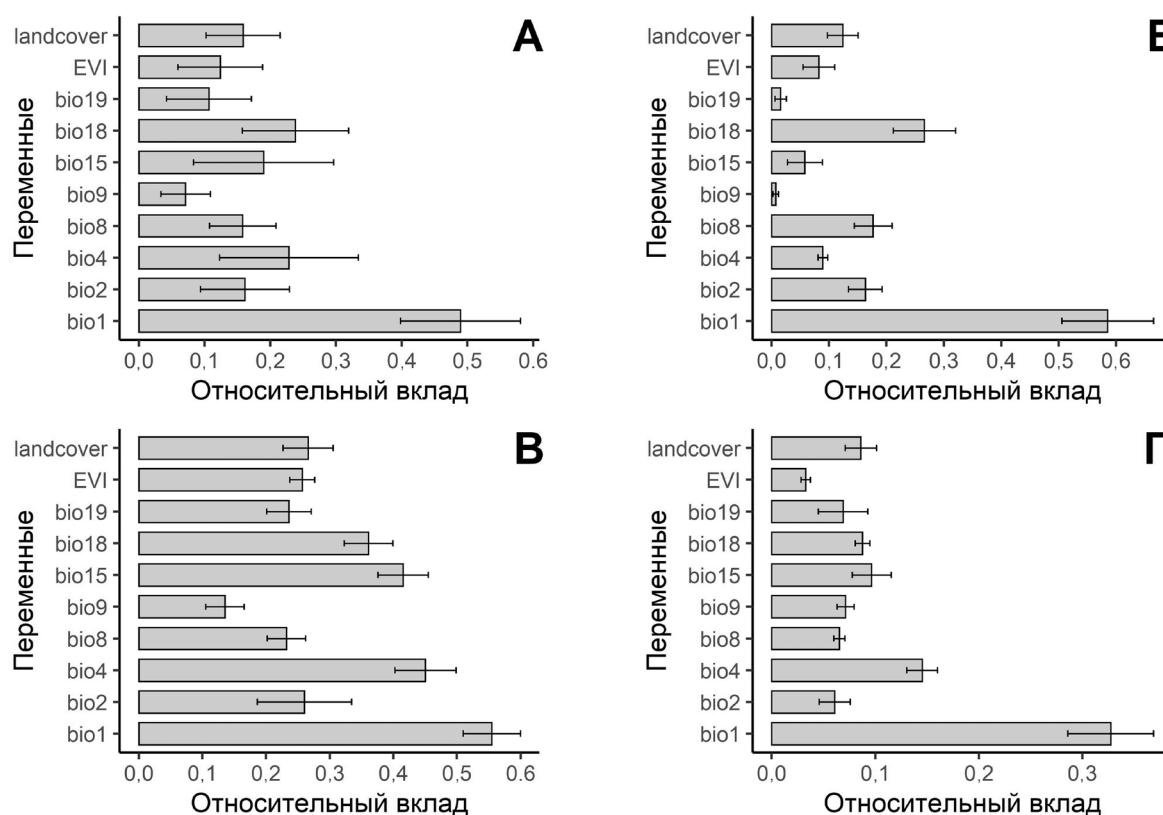 А
Переменные
landcover
EVI
bio19
bio18
bio15
bio9
bio8
bio4
bio2
bio1
0,0 0,1 0,2 0,3 0,4 0,5 0.6
Относительный вклад
Переменные
landcover
EVI
bio19
bio18
bio15
bio9
bio8
bio4
bio2
bio1
0,0 0,1 0,2 0,3 0,4 0,5 0,6
Относительный вклад
В
Переменные
landcover
EVI
bio19
bio18
bio15
bio9
bio8
bio4
bio2
bio1
0,0 0,1 0,2 0,3 0,4 0,5 0.6
Относительный вклад
Переменные
landcover
EVI
bio19
bio18
bio15
bio9
bio8
bio4
bio2
bio1
0,0 0,1 0,2 0,3
Относительный вклад